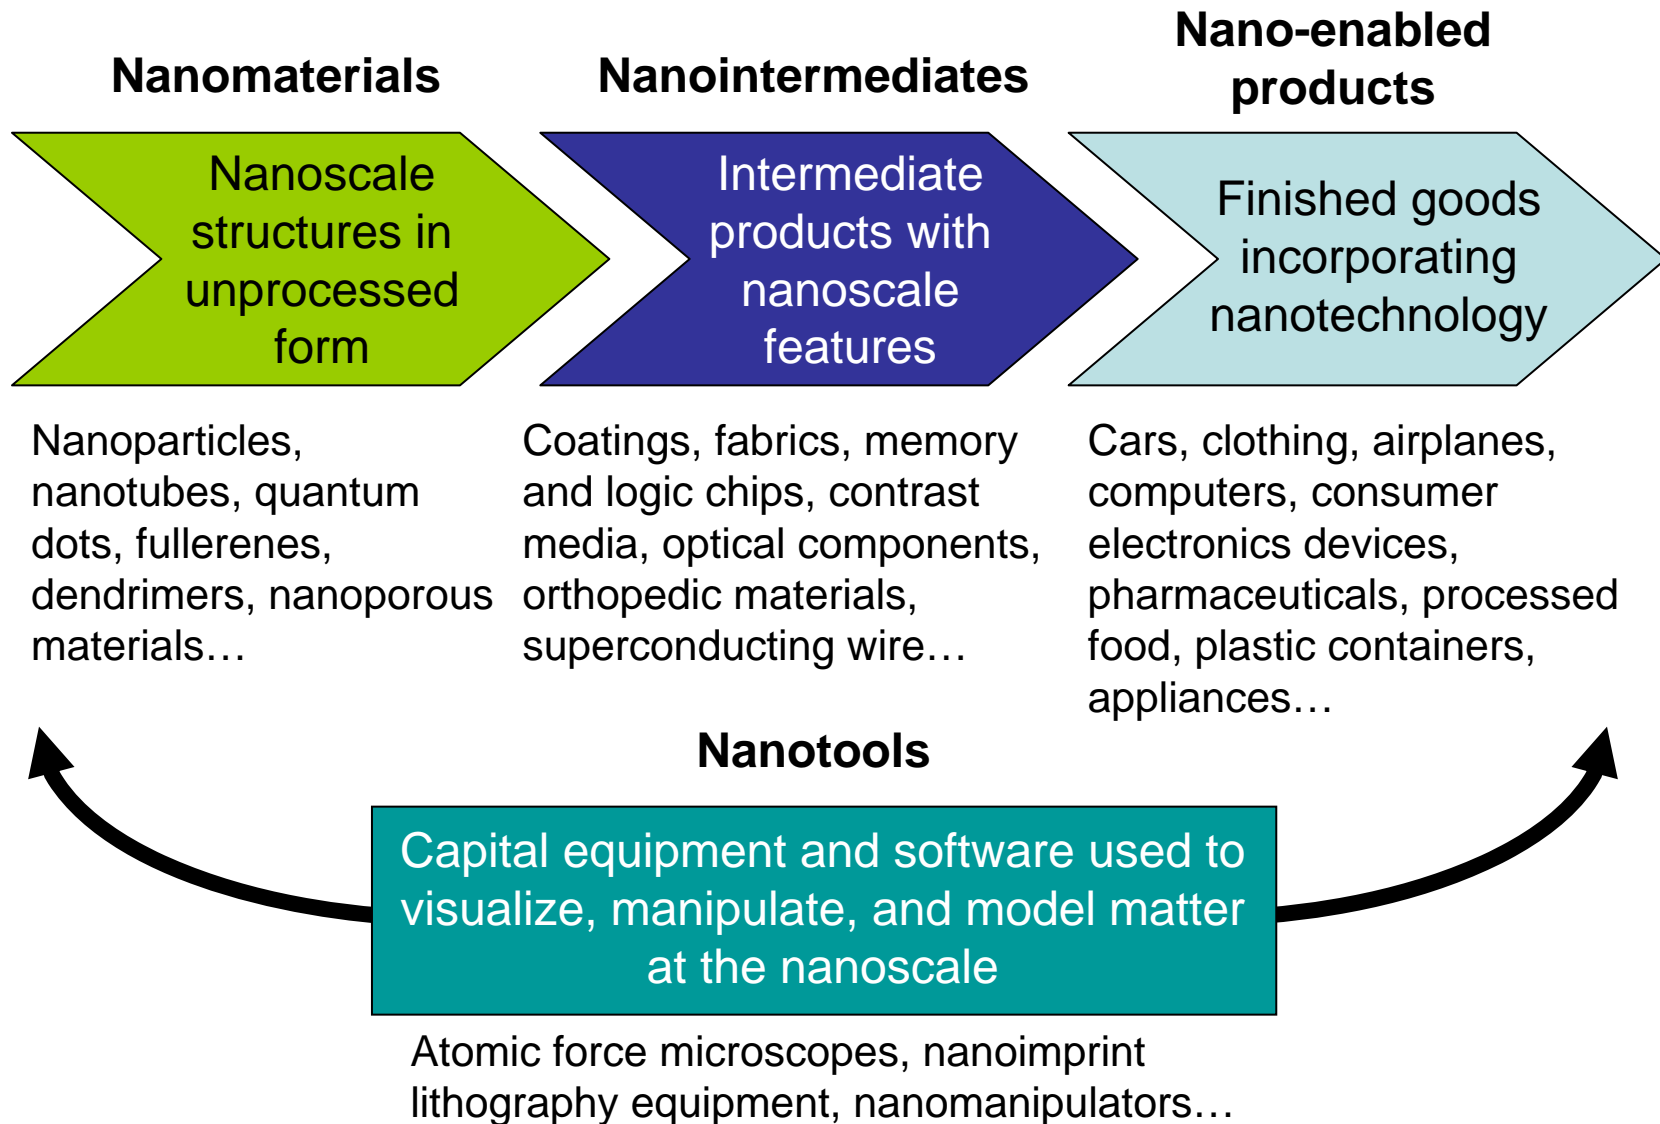 Nanomaterials
Nanoscale
structures in
unprocessed
form
Nanoparticles,
nanotubes, quantum
dots, fullerenes,
dendrimers, nanoporous
materials…
Nanointermediates
Intermediate
products with
nanoscale
features
Coatings, fabrics, memory
and logic chips, contrast
media, optical components,
orthopedic materials,
superconducting wire…
Nano-enabled
products
Finished goods
incorporating
nanotechnology
Cars, clothing, airplanes,
computers, consumer
electronics devices,
pharmaceuticals, processed
food, plastic containers,
appliances…
Nanotools
Capital equipment and software used to
visualize, manipulate, and model matter
at the nanoscale
Atomic force microscopes, nanoimprint
lithography equipment, nanomanipulators…